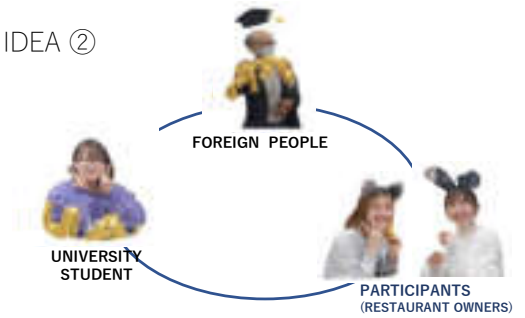 IDEA ②
FOREIGN PEOPLE
UNIVERSITY
STUDENT
PARTICIPANTS
(RESTAURANT OWNERS)